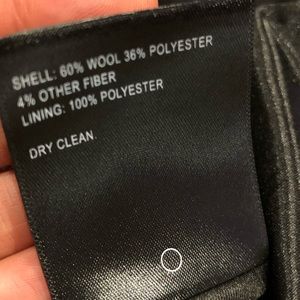 SHELL: 60% WOOL 36% POLYESTER
4% OTHER FIBER
LINING: 100% POLYESTER
DRY CLEAN.